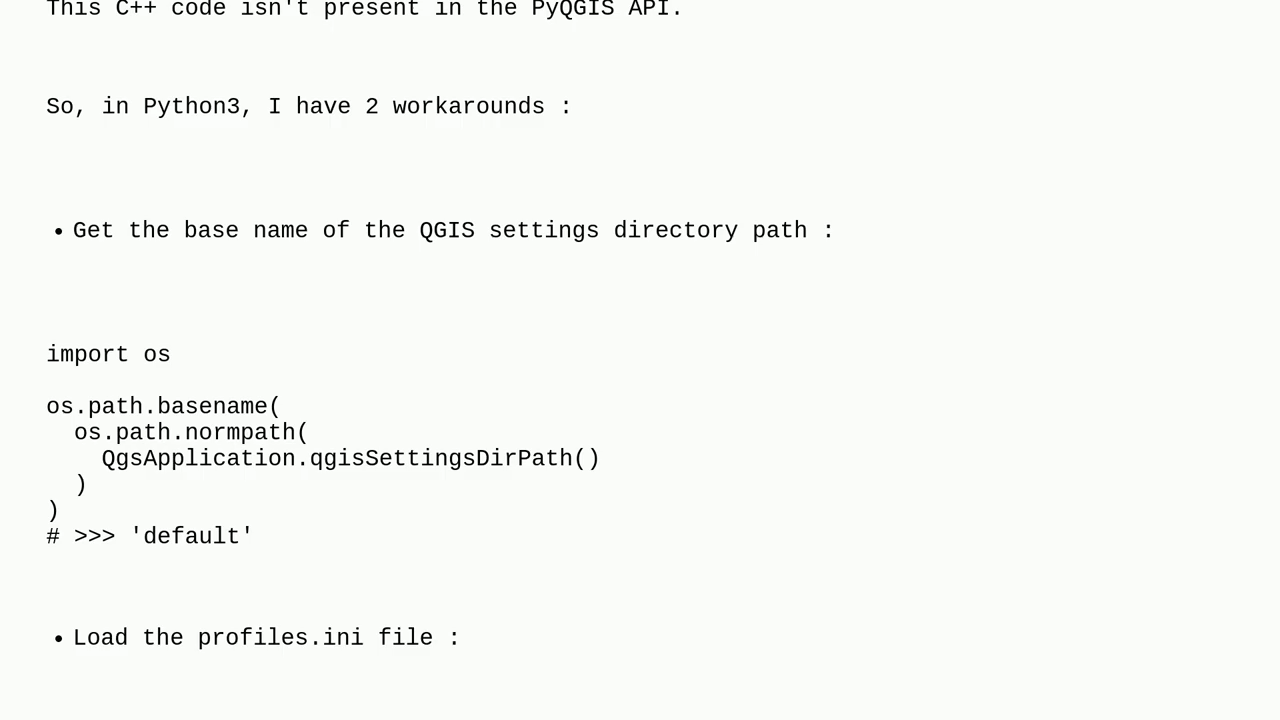 This C++ code isn't present in the PyQGIS API.
So, in Python3, I have 2 workarounds :
• Get the base name of the QGIS settings directory path :
import os
os.path.basename(
  os.path.normpath(
    QgsApplication.qgisSettingsDirPath()
  )
)
# >>> 'default'
• Load the profiles.ini file :